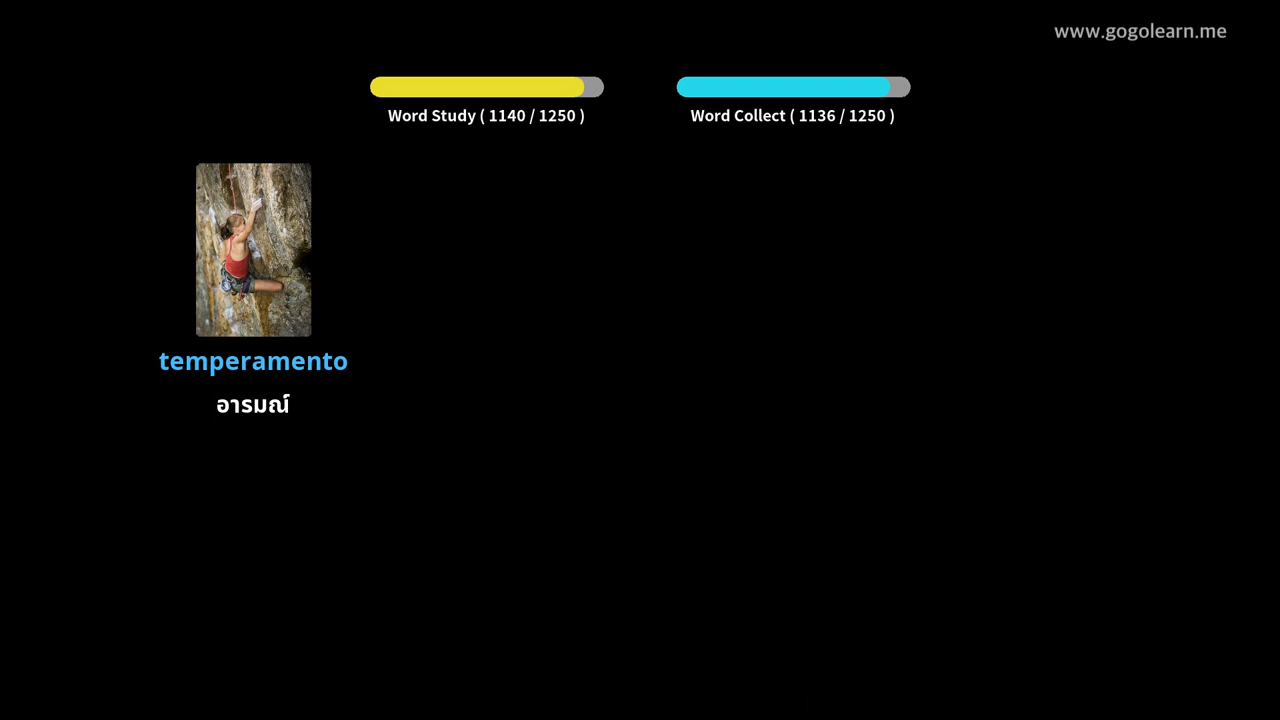 www.gogolearn.me
Word Study ( 1140 / 1250 )
Word Collect ( 1136 / 1250 )
temperamento
อารมณ์